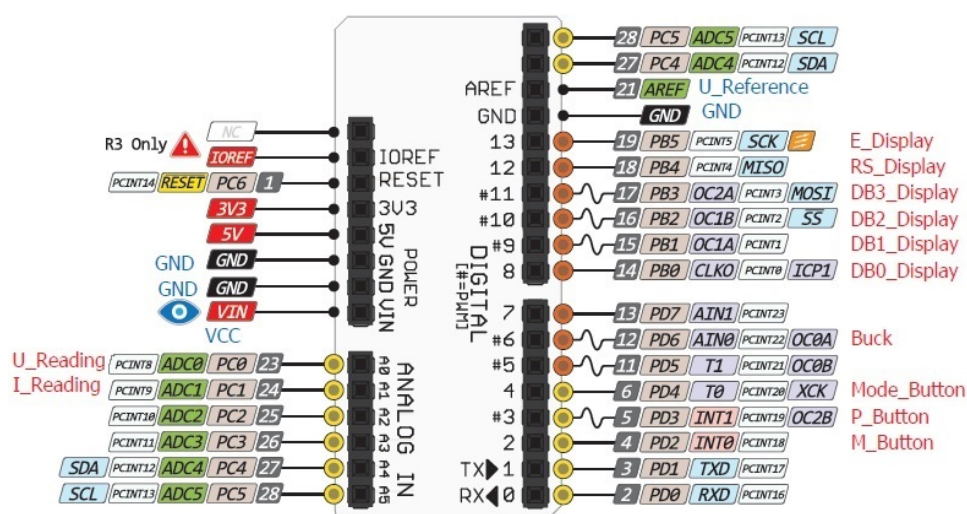 28 PC5 ADC5 PCINT13 SCL
27 PC4 ADC4 PCINT12 SDA
AREF 21 AREF U_Reference
GND GND GND
NC 13 19 PB5 PCINT5 SCK E_Display
R3 Only IOREF IOREF 12 18 PB4 PCINT4 MISO RS_Display
PCINT14 RESET PC6 1 RESET #11 17 PB3 OC2A PCINT3 MOSI DB3_Display
3V3 3V3 #10 16 PB2 OC1B PCINT2 SS DB2_Display
5V 5V #9 15 PB1 OC1A PCINT1 DB1_Display
GND GND GND 8 14 PB0 CLKO PCINT0 ICP1 DB0_Display
GND GND
VIN VIN 7 13 PD7 AIN1 PCINT23
VCC
POWER
DIGITAL
[#=PWM]
#6 12 PD6 AIN0 PCINT22 OC0A Buck
U_Reading PCINT8 ADC0 PC0 23 A0 #5 11 PD5 T1 PCINT21 OC0B
I_Reading PCINT9 ADC1 PC1 24 A1 4 6 PD4 T0 PCINT20 XCK Mode_Button
PCINT10 ADC2 PC2 25 A2 #3 5 PD3 INT1 PCINT19 OC2B P_Button
PCINT11 ADC3 PC3 26 A3 2 4 PD2 INT0 PCINT18 M_Button
SDA PCINT12 ADC4 PC4 27 A4 TX 1 3 PD1 TXD PCINT17
SCL PCINT13 ADC5 PC5 28 A5 RX 0 2 PD0 RXD PCINT16
ANALOG IN